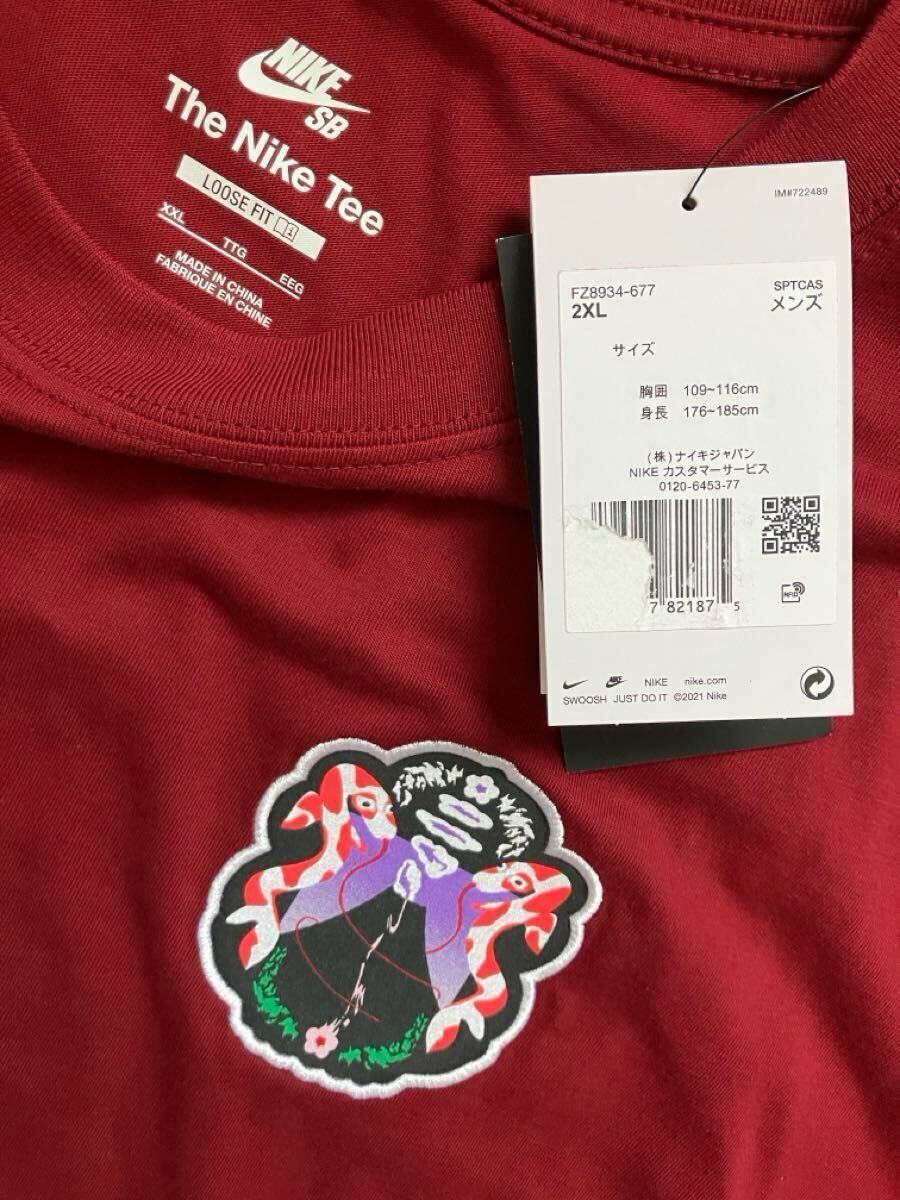 NIKE
SB
The Nike Tee
LOOSE FIT
XXL TTG EEG
MADE IN CHINA
FABRIQUE EN CHINE
IM#722489
FZ8934-677 SPTCAS
2XL メンズ
サイズ
胸囲 109~116cm
身長 176~185cm
(株)ナイキジャパン
NIKE カスタマーサービス
0120-6453-77
7 82187 5
RFID
NIKE nike.com
SWOOSH JUST DO IT ©2021 Nike